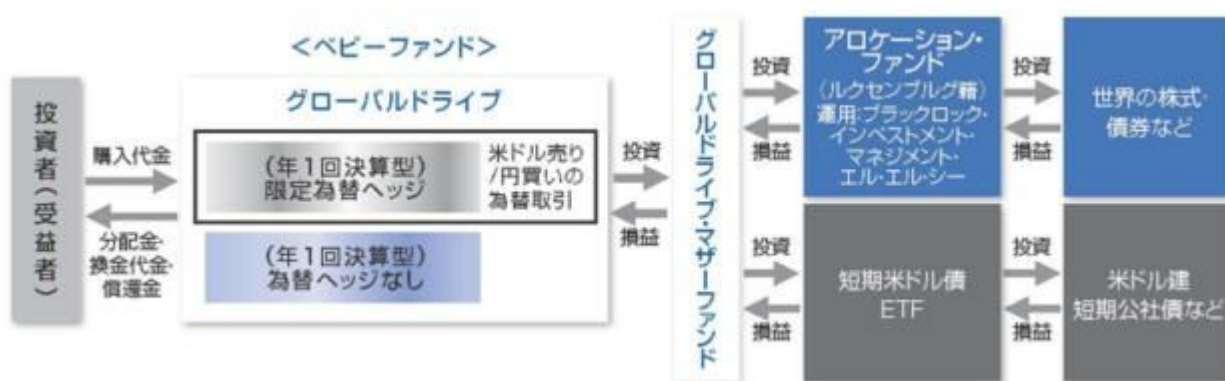 ＜ベビーファンド＞
投資者（受益者）
購入代金
分配金・
換金代金・
償還金
グローバルドライブ
（年1回決算型）
限定為替ヘッジ
米ドル売り
/円買いの
為替取引
（年1回決算型）
為替ヘッジなし
投資
損益
グローバルドライブ・マザーファンド
投資
損益
アロケーション・
ファンド
（ルクセンブルグ籍）
運用：ブラックロック・
インベストメント・
マネジメント・
エル・エル・シー
投資
損益
世界の株式・
債券など
投資
損益
短期米ドル債
ETF
投資
損益
米ドル建
短期公社債など